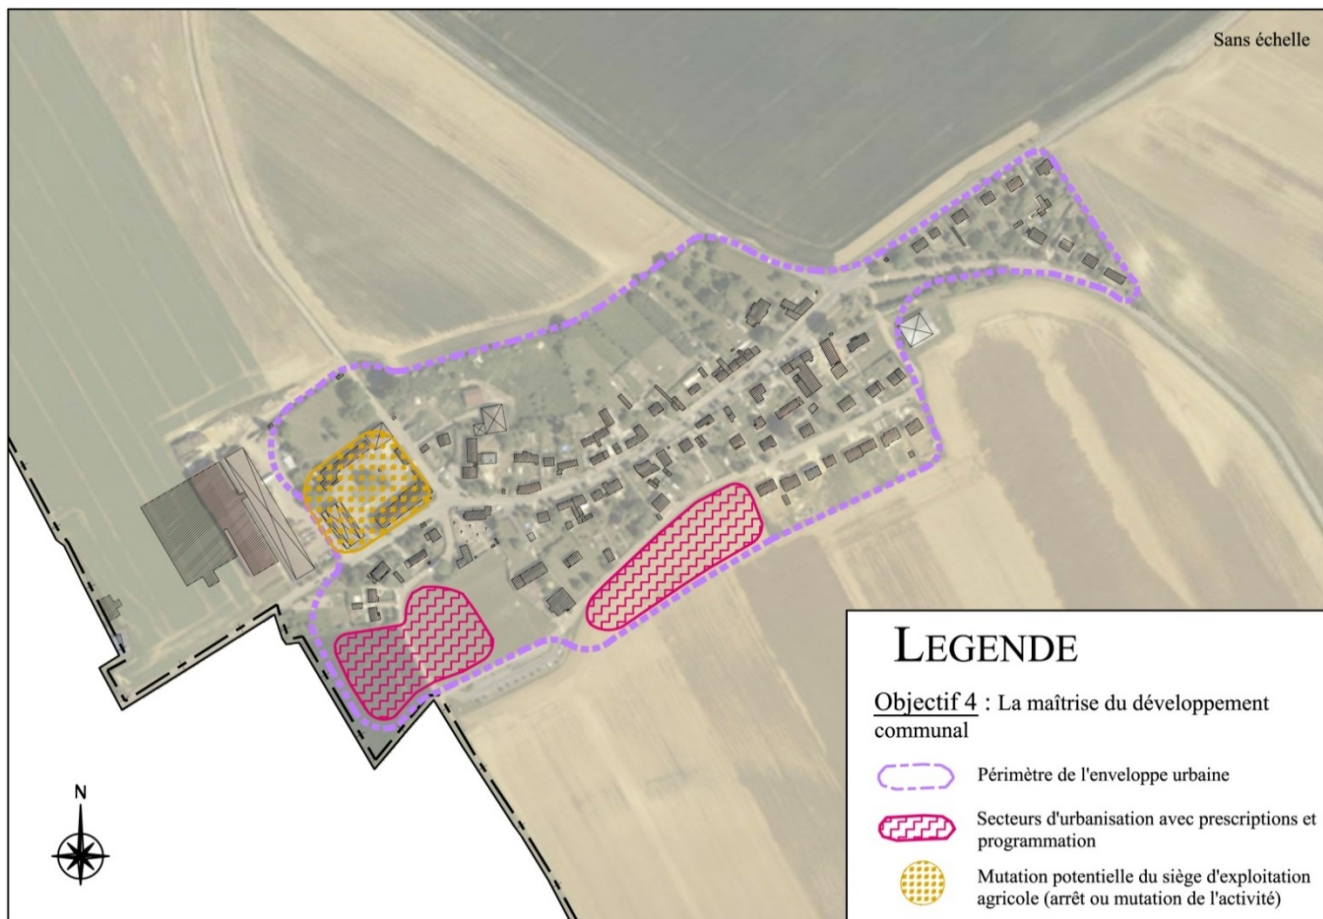 Sans échelle
LEGENDE
Objectif 4 : La maîtrise du développement
communal
Périmètre de l'enveloppe urbaine
Secteurs d'urbanisation avec prescriptions et
programmation
Mutation potentielle du siège d'exploitation
agricole (arrêt ou mutation de l'activité)
N